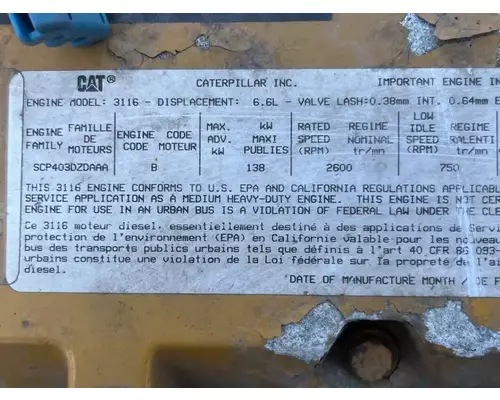 CAT® CATERPILLAR INC. IMPORTANT ENGINE
ENGINE MODEL: 3116 - DISPLACEMENT: 6.6L - VALVE LASH:0.38mm INT. 0.64mm
ENGINE FAMILY FAMILLE DE MOTEURS ENGINE CODE CODE MOTEUR MAX. kW ADV. MAXI kW PUBLIES RATED SPEED (RPM) REGIME NOMINAL tr/mn LOW IDLE SPEED (RPM) REGIME RALENTI tr/mn
SCP403DZDAAA B 138 2600 750
THIS 3116 ENGINE CONFORMS TO U.S. EPA AND CALIFORNIA REGULATIONS APPLICABL
SERVICE APPLICATION AS A MEDIUM HEAVY-DUTY ENGINE. THIS ENGINE IS NOT CER
ENGINE FOR USE IN AN URBAN BUS IS A VIOLATION OF FEDERAL LAW UNDER THE CLE
Ce 3116 moteur diesel, essentiellement destiné à des applications de Servi
protection de l'environnement (EPA) en California valable pour les nouveau
bus des transports publics urbains tels que définis à l'art 40 CFR 86 093-
urbains constitue une violation de la Loi fédérale sur la propreté de l'ai
diesel.
DATE OF MANUFACTURE MONTH / DE F